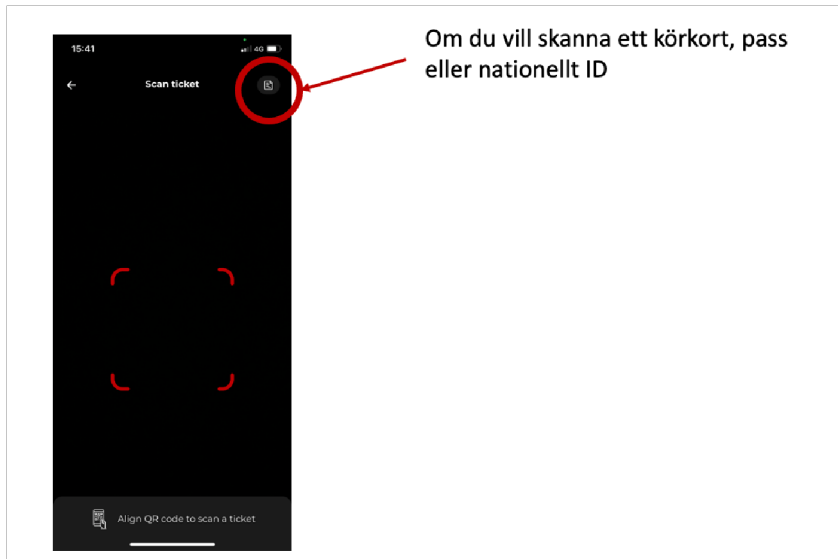 15:41
4G
Scan ticket
Om du vill skanna ett körkort, pass
eller nationellt ID
Align QR code to scan a ticket